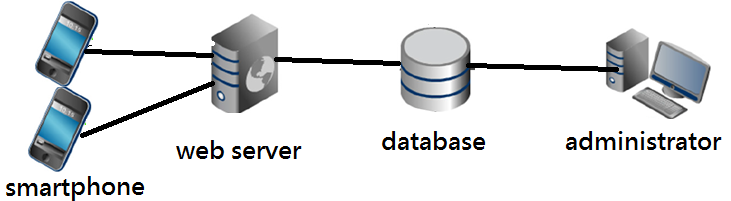 smartphone
web server
database
administrator